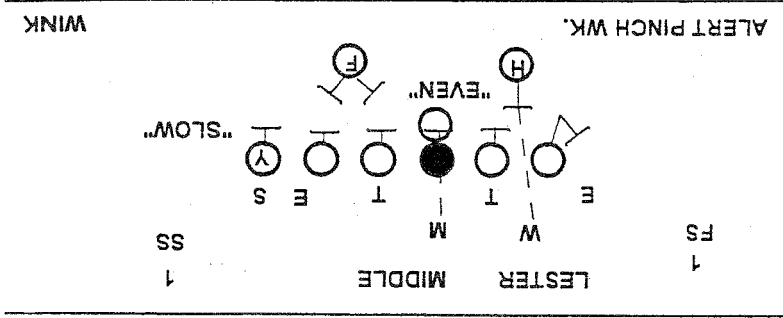 LESTER MIDDLE
1 1
FS W M SS
E T T E S
Y
"SLOW"
"EVEN"
H F
ALERT PINCH WK. WINK